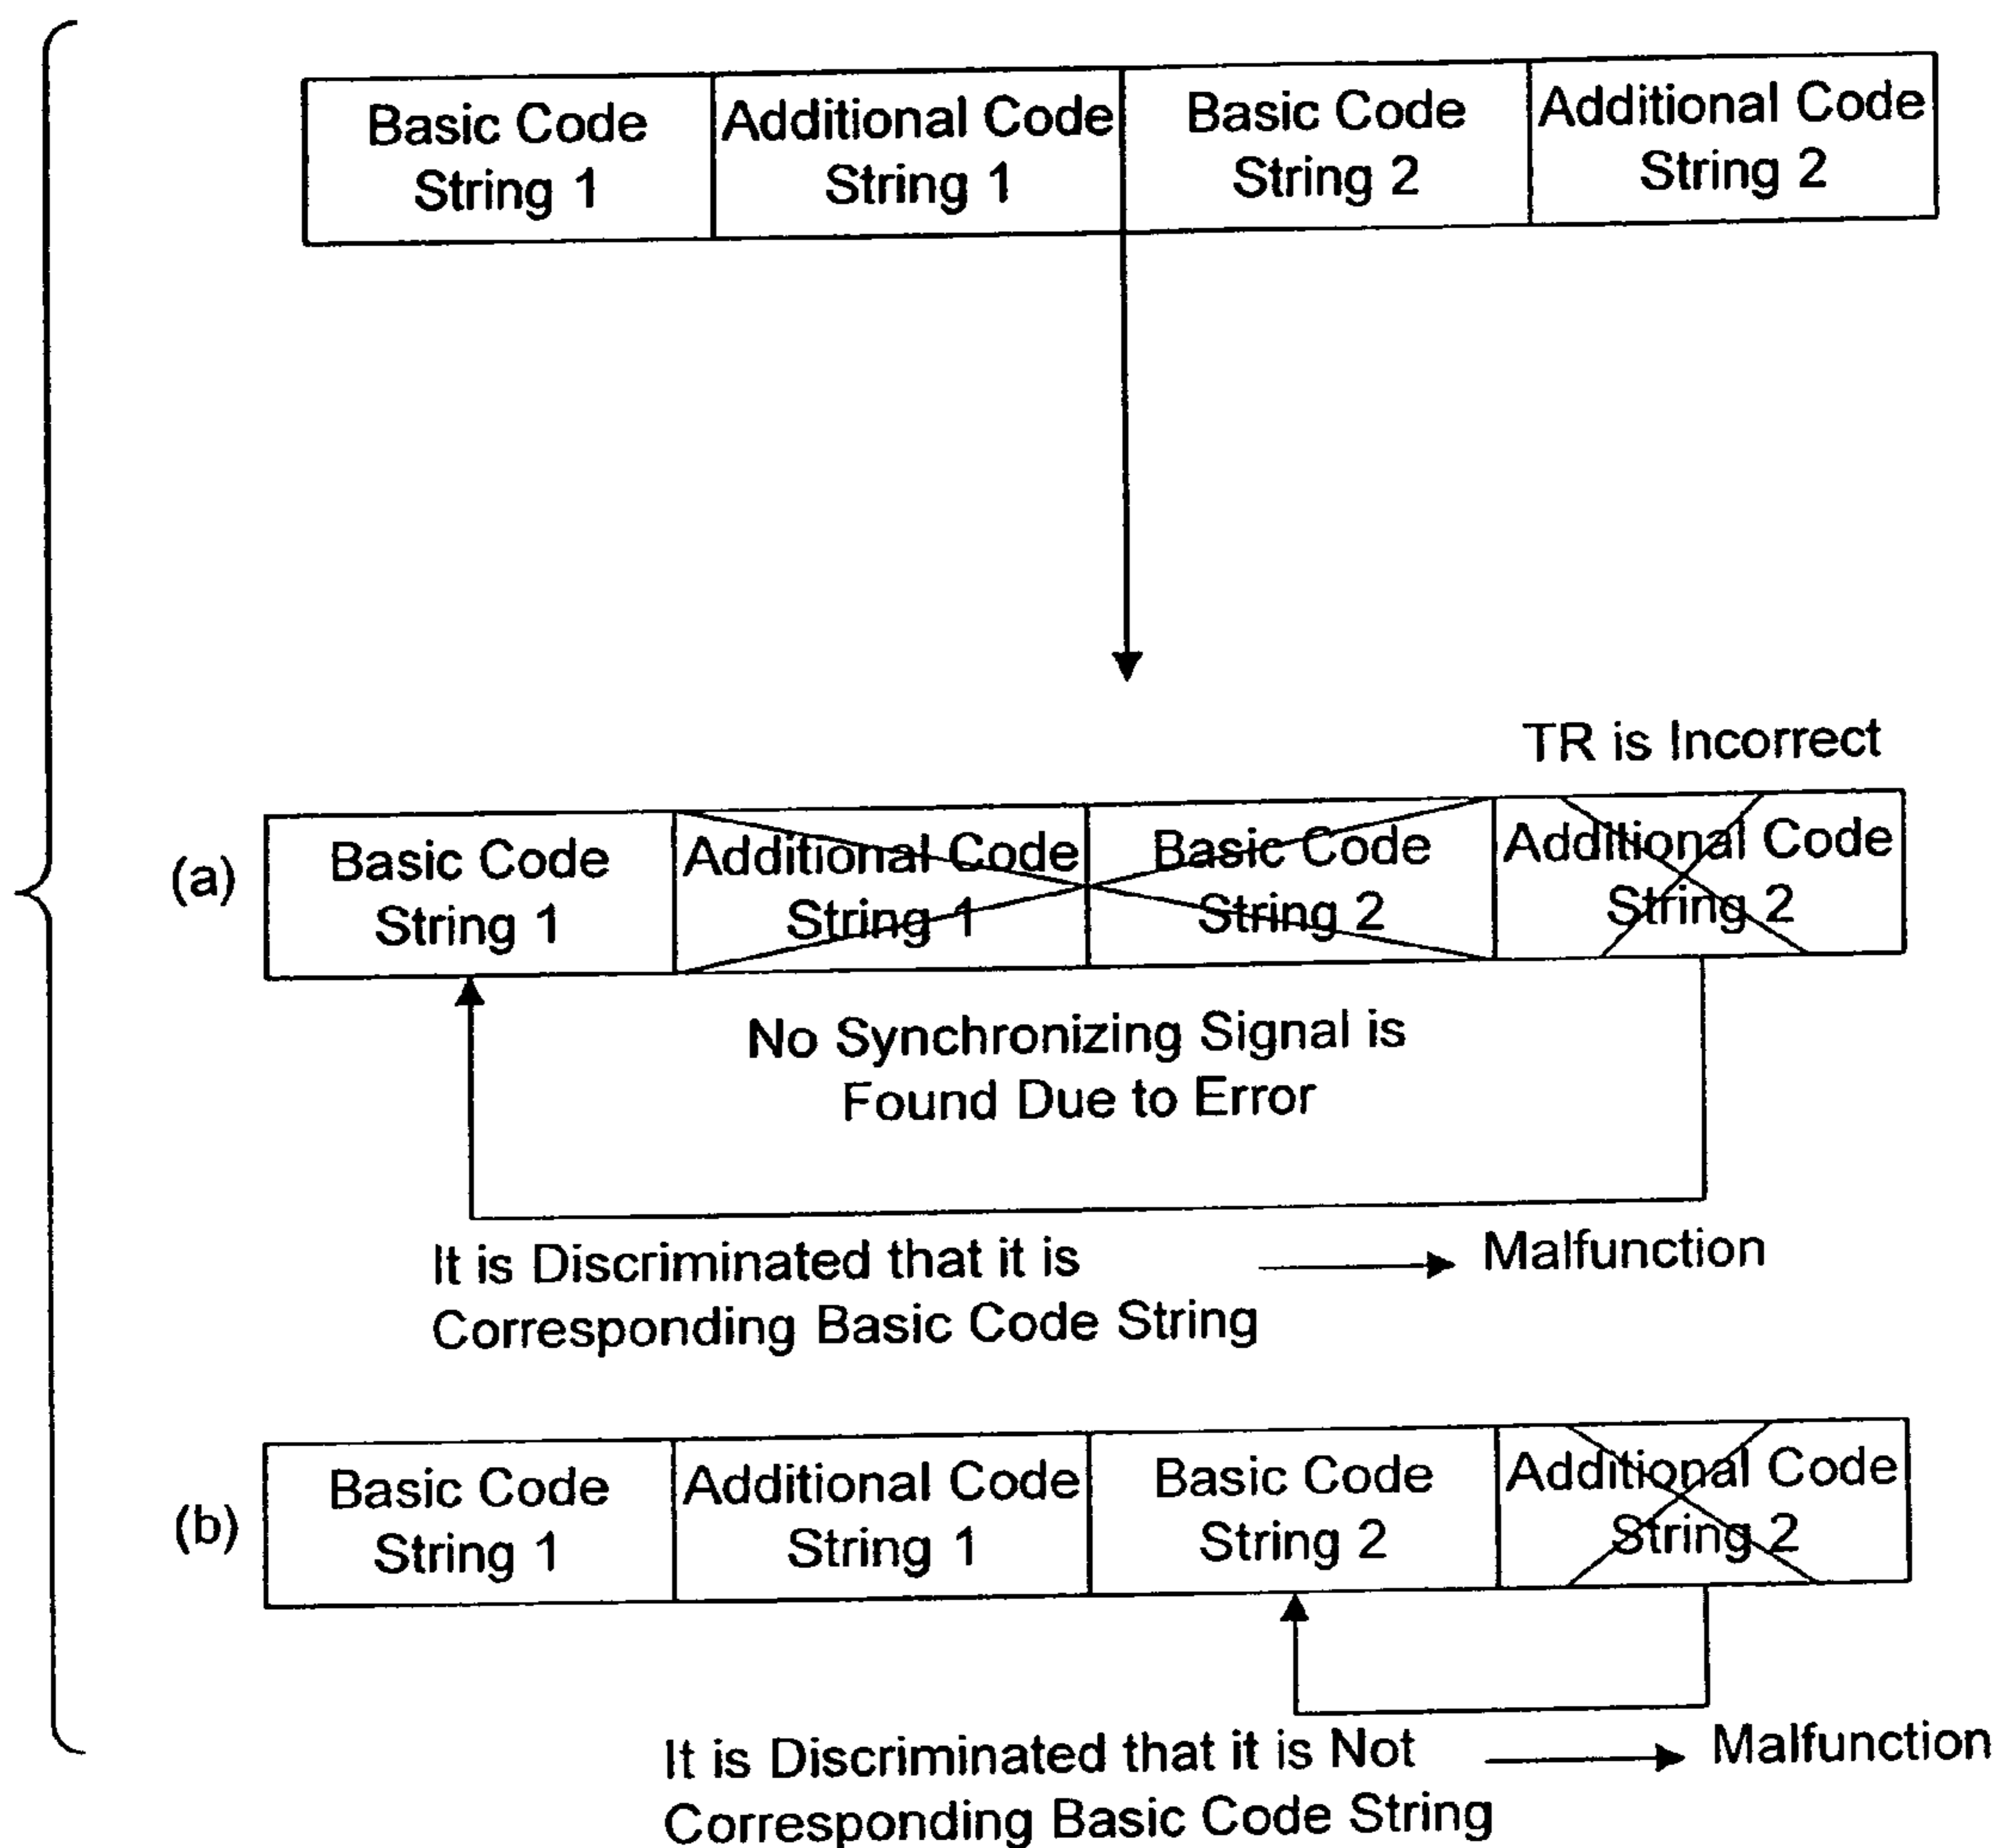 Basic Code
String 1
Additional Code
String 1
Basic Code
String 2
Additional Code
String 2
TR is Incorrect
(a)
Basic Code
String 1
Additional Code
String 1
Basic Code
String 2
Additional Code
String 2
No Synchronizing Signal is
Found Due to Error
It is Discriminated that it is
Corresponding Basic Code String
Malfunction
(b)
Basic Code
String 1
Additional Code
String 1
Basic Code
String 2
Additional Code
String 2
It is Discriminated that it is Not
Corresponding Basic Code String
Malfunction